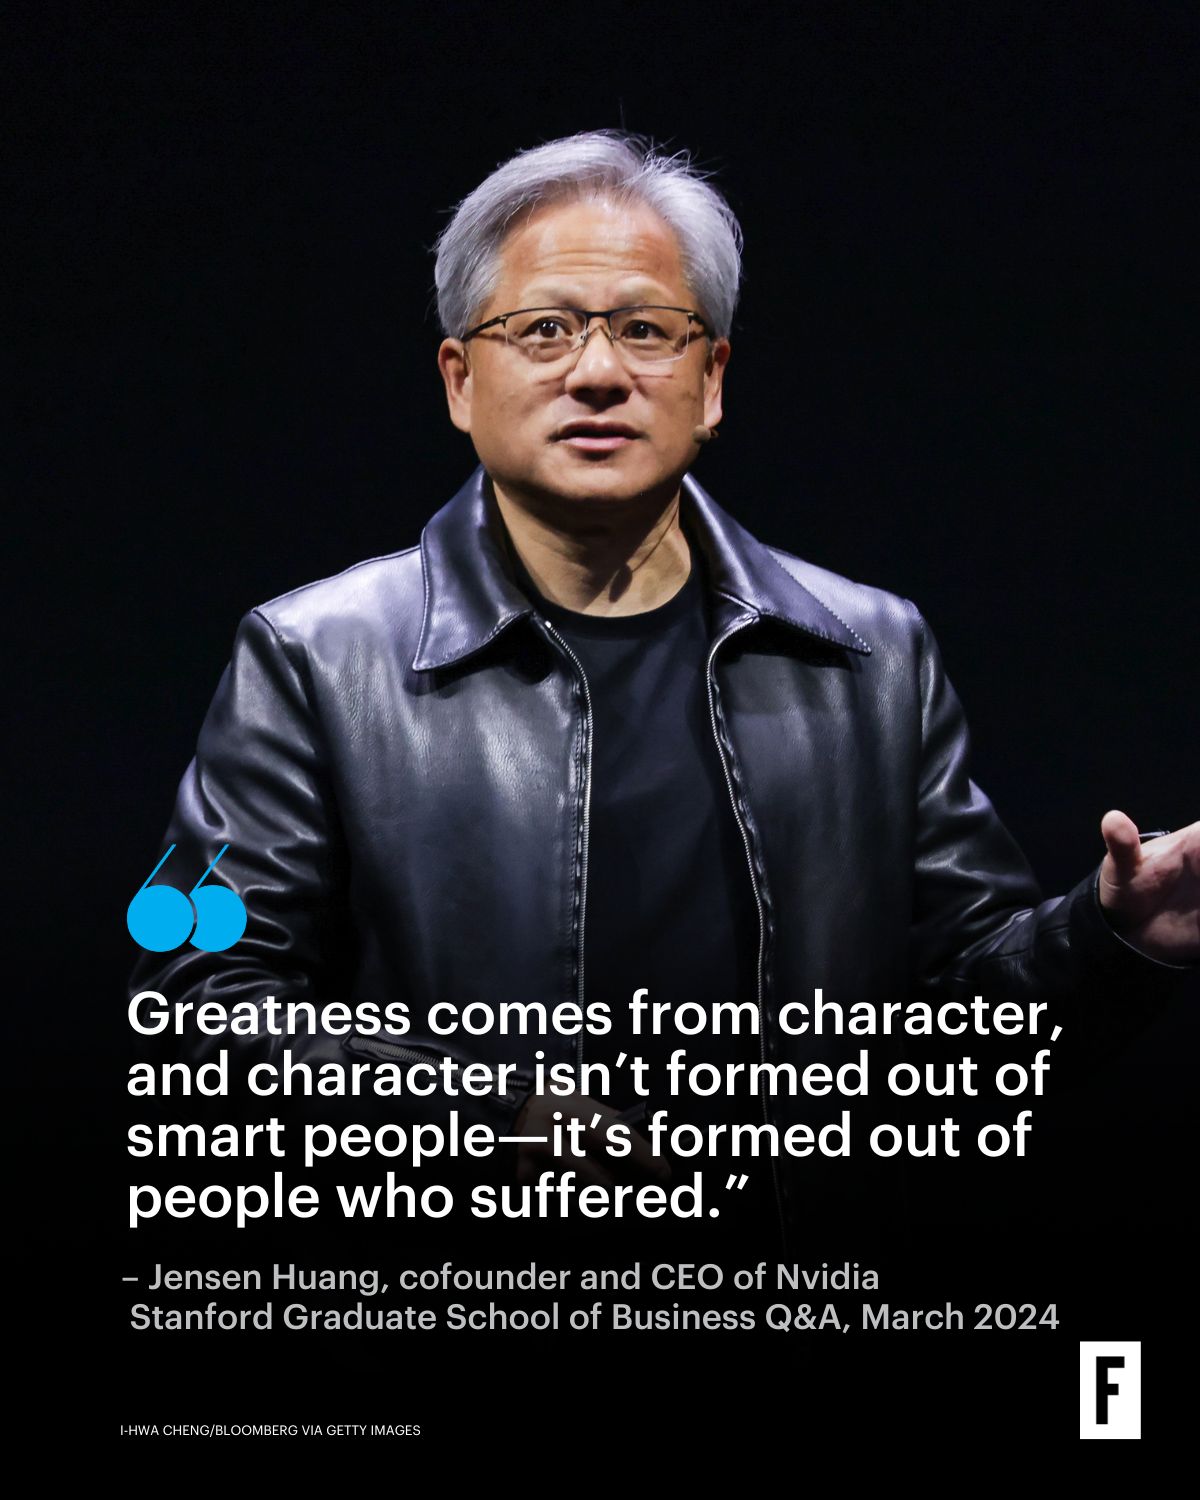 Greatness comes from character,
and character isn’t formed out of
smart people—it’s formed out of
people who suffered.”
– Jensen Huang, cofounder and CEO of Nvidia
Stanford Graduate School of Business Q&A, March 2024
F
I-HWA CHENG/BLOOMBERG VIA GETTY IMAGES